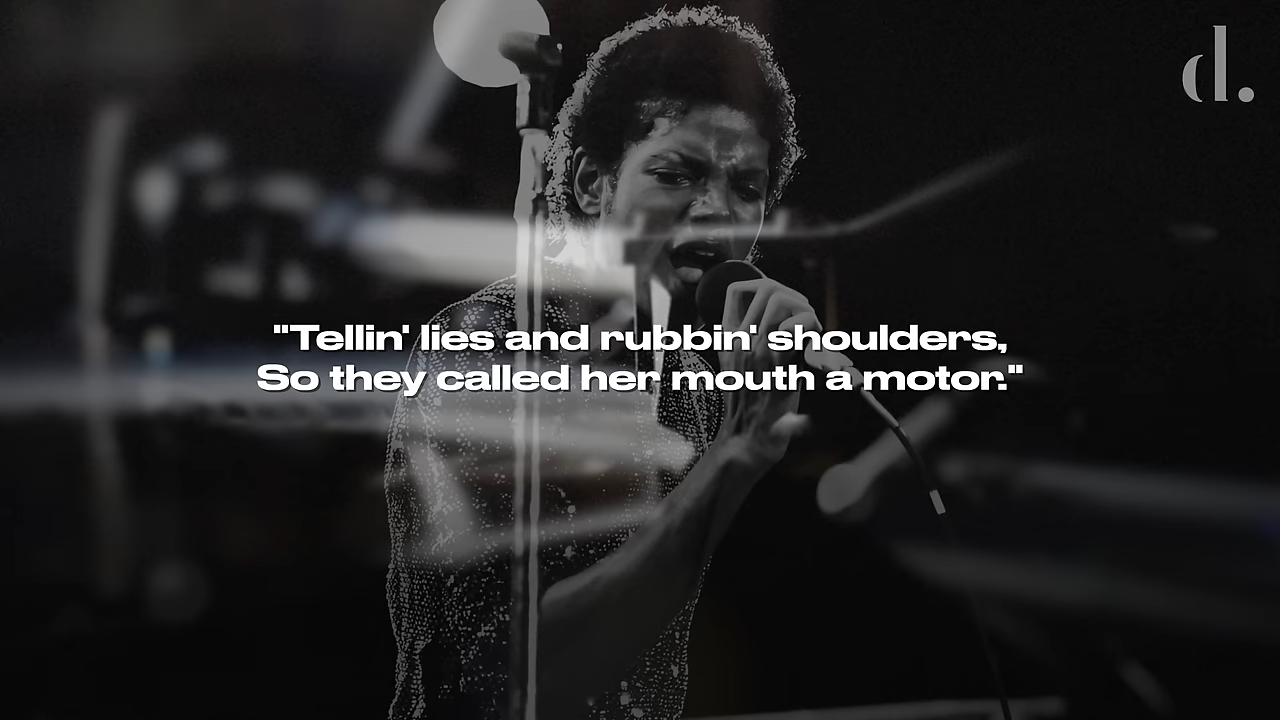 d.
"Tellin' lies and rubbin' shoulders,
So they called her mouth a motor."